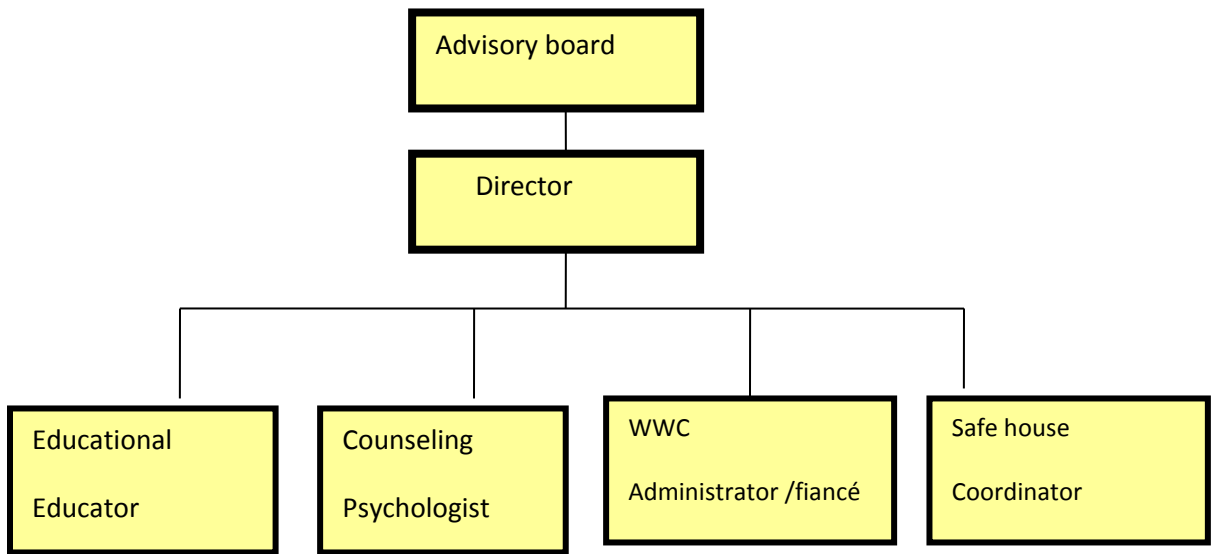 Advisory board
Director
Educational
Educator
Counseling
Psychologist
WWC
Administrator /fiancé
Safe house
Coordinator